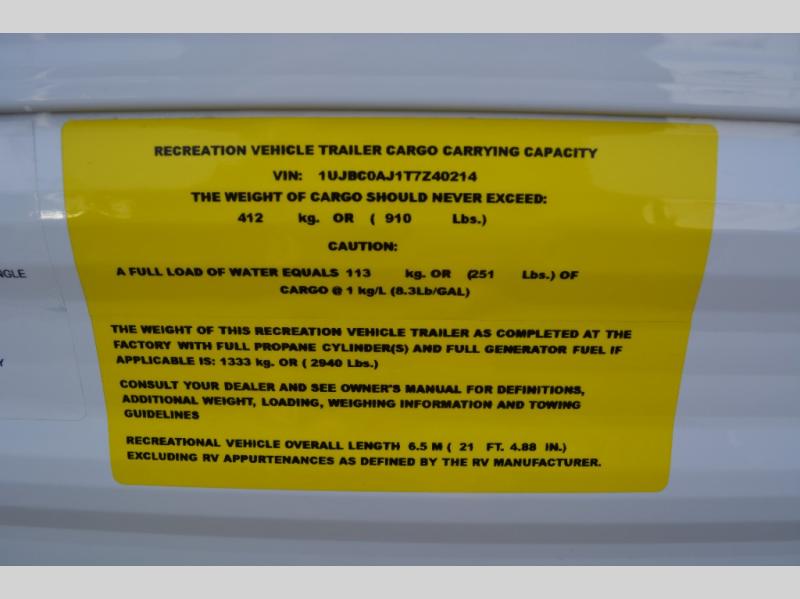 RECREATION VEHICLE TRAILER CARGO CARRYING CAPACITY
VIN: 1UJBC0AJ1T7Z40214
THE WEIGHT OF CARGO SHOULD NEVER EXCEED:
412 kg. OR ( 910 Lbs.)
CAUTION:
A FULL LOAD OF WATER EQUALS 113 kg. OR (251 Lbs.) OF
CARGO @ 1 kg/L (8.3Lb/GAL)
THE WEIGHT OF THIS RECREATION VEHICLE TRAILER AS COMPLETED AT THE
FACTORY WITH FULL PROPANE CYLINDER(S) AND FULL GENERATOR FUEL IF
APPLICABLE IS: 1333 kg. OR ( 2940 Lbs.)
CONSULT YOUR DEALER AND SEE OWNER'S MANUAL FOR DEFINITIONS,
ADDITIONAL WEIGHT, LOADING, WEIGHING INFORMATION AND TOWING
GUIDELINES
RECREATIONAL VEHICLE OVERALL LENGTH 6.5 M ( 21 FT. 4.88 IN.)
EXCLUDING RV APPURTENANCES AS DEFINED BY THE RV MANUFACTURER.